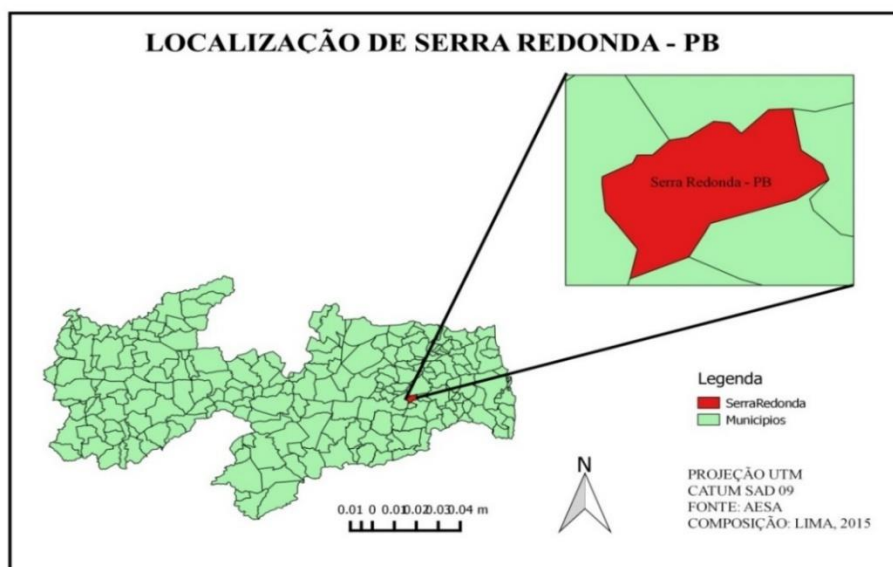 LOCALIZAÇÃO DE SERRA REDONDA - PB
Serra Redonda - PB
Legenda
SerraRedonda
Municípios
N
PROJEÇÃO UTM
CATUM SAD 09
FONTE: AESA
COMPOSIÇÃO: LIMA, 2015
0.01 0 0.01 0.02 0.03 0.04 m